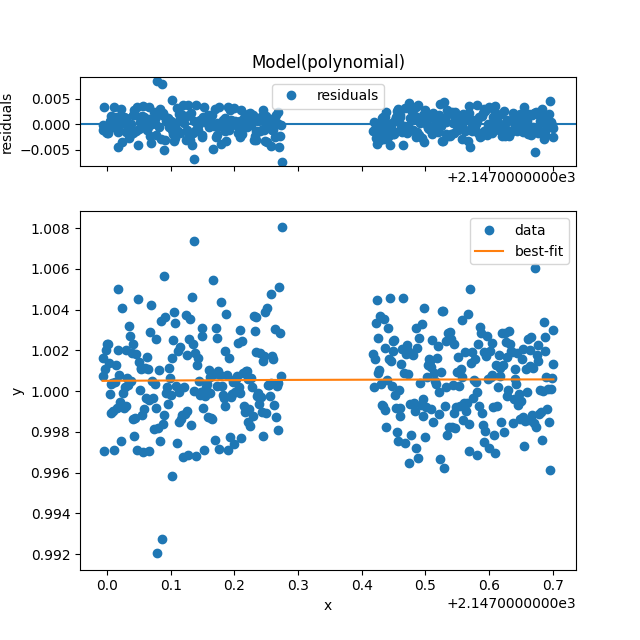 Model(polynomial)
residuals
0.005
0.000
−0.005
residuals
+2.1470000000e3
1.008
1.006
1.004
1.002
1.000
0.998
0.996
0.994
0.992
y
data
best-fit
0.0 0.1 0.2 0.3 0.4 0.5 0.6 0.7
x
+2.1470000000e3